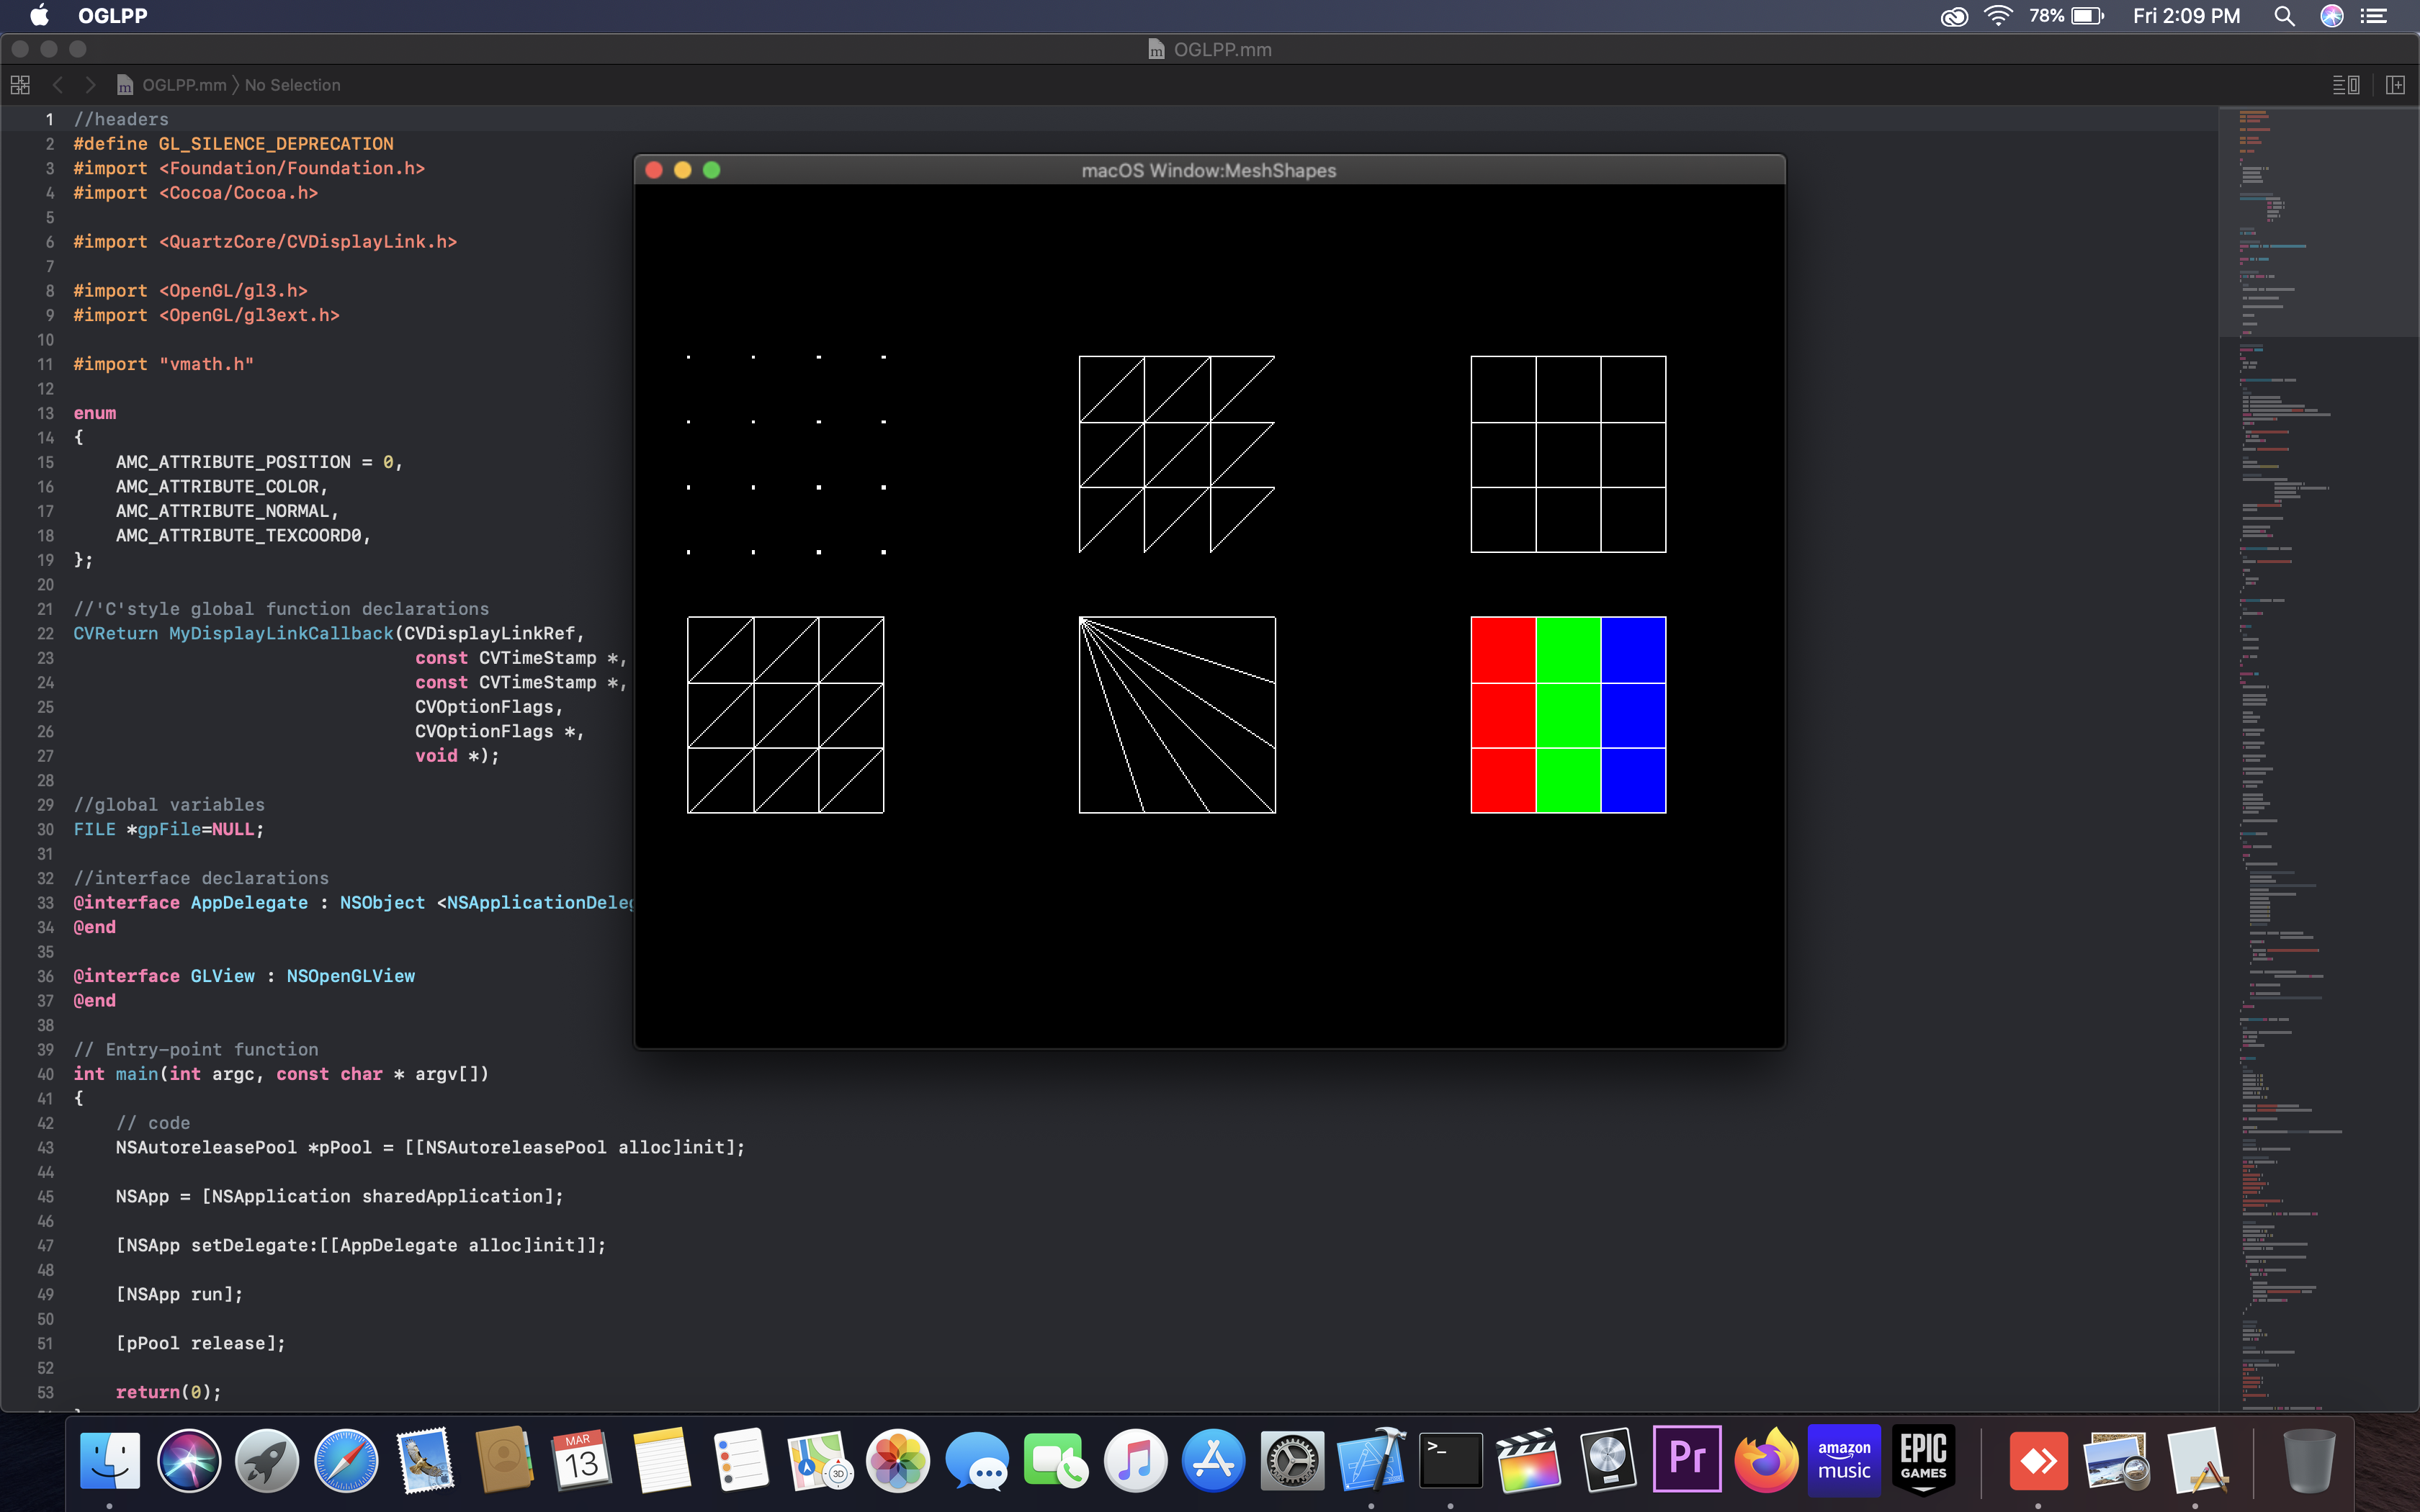 OGLPP
78%
Fri 2:09 PM
OGLPP.mm
OGLPP.mm 〉No Selection
1 //headers
2 #define GL_SILENCE_DEPRECATION
3 #import <Foundation/Foundation.h>
4 #import <Cocoa/Cocoa.h>
5
6 #import <QuartzCore/CVDisplayLink.h>
7
8 #import <OpenGL/gl3.h>
9 #import <OpenGL/gl3ext.h>
10
11 #import "vmath.h"
12
13 enum
14 {
15 AMC_ATTRIBUTE_POSITION = 0,
16 AMC_ATTRIBUTE_COLOR,
17 AMC_ATTRIBUTE_NORMAL,
18 AMC_ATTRIBUTE_TEXCOORD0,
19 };
20
21 //'C'style global function declarations
22 CVReturn MyDisplayLinkCallback(CVDisplayLinkRef,
23 const CVTimeStamp *,
24 const CVTimeStamp *,
25 CVOptionFlags,
26 CVOptionFlags *,
27 void *);
28
29 //global variables
30 FILE *gpFile=NULL;
31
32 //interface declarations
33 @interface AppDelegate : NSObject <NSApplicationDeleg
34 @end
35
36 @interface GLView : NSOpenGLView
37 @end
38
39 // Entry-point function
40 int main(int argc, const char * argv[])
41 {
42 // code
43 NSAutoreleasePool *pPool = [[NSAutoreleasePool alloc]init];
44
45 NSApp = [NSApplication sharedApplication];
46
47 [NSApp setDelegate:[[AppDelegate alloc]init]];
48
49 [NSApp run];
50
51 [pPool release];
52
53 return(0);
macOS Window:MeshShapes
MAR
13
3D
>_
Pr
amazon
music
EPIC
GAMES